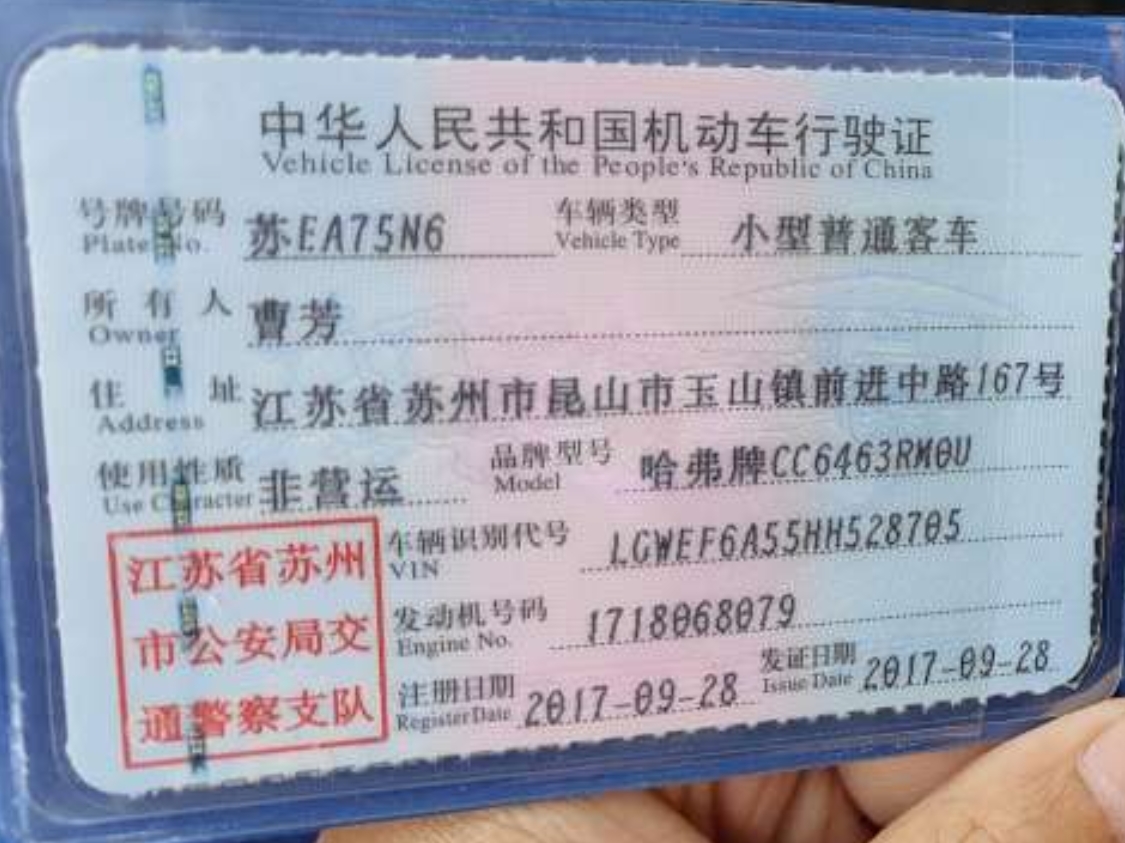 中华人民共和国机动车行驶证
Vehicle License of the People's Republic of China
号牌号码 苏EA75N6 车辆类型 小型普通客车
Plate No. Vehicle Type
所有人 曹芳
Owner
住址 江苏省苏州市昆山市玉山镇前进中路167号
Address
使用性质 非营运 品牌型号 哈弗牌CC6463RM0U
Use Character Model
车辆识别代号 LGWEF6A55HH528705
VIN
发动机号码 1718068079
Engine No.
注册日期 2017-09-28 发证日期 2017-09-28
Register Date Issue Date
江苏省苏州
市公安局交
通警察支队